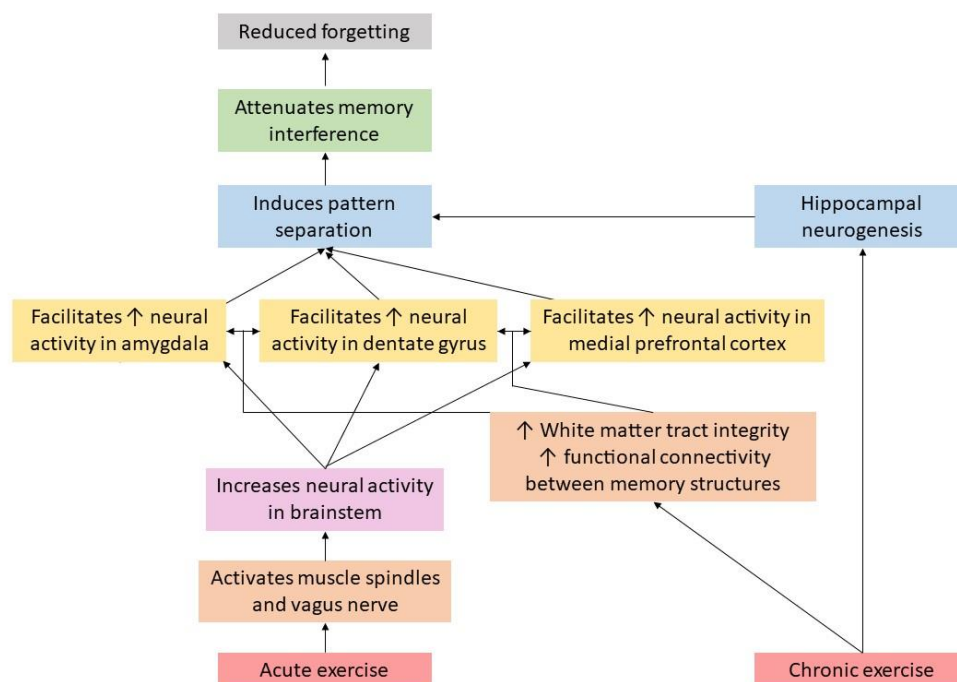 Reduced forgetting
Attenuates memory
interference
Induces pattern
separation
Hippocampal
neurogenesis
Facilitates ↑ neural
activity in amygdala
Facilitates ↑ neural
activity in dentate gyrus
Facilitates ↑ neural activity in
medial prefrontal cortex
↑ White matter tract integrity
↑ functional connectivity
between memory structures
Increases neural activity
in brainstem
Activates muscle spindles
and vagus nerve
Acute exercise
Chronic exercise